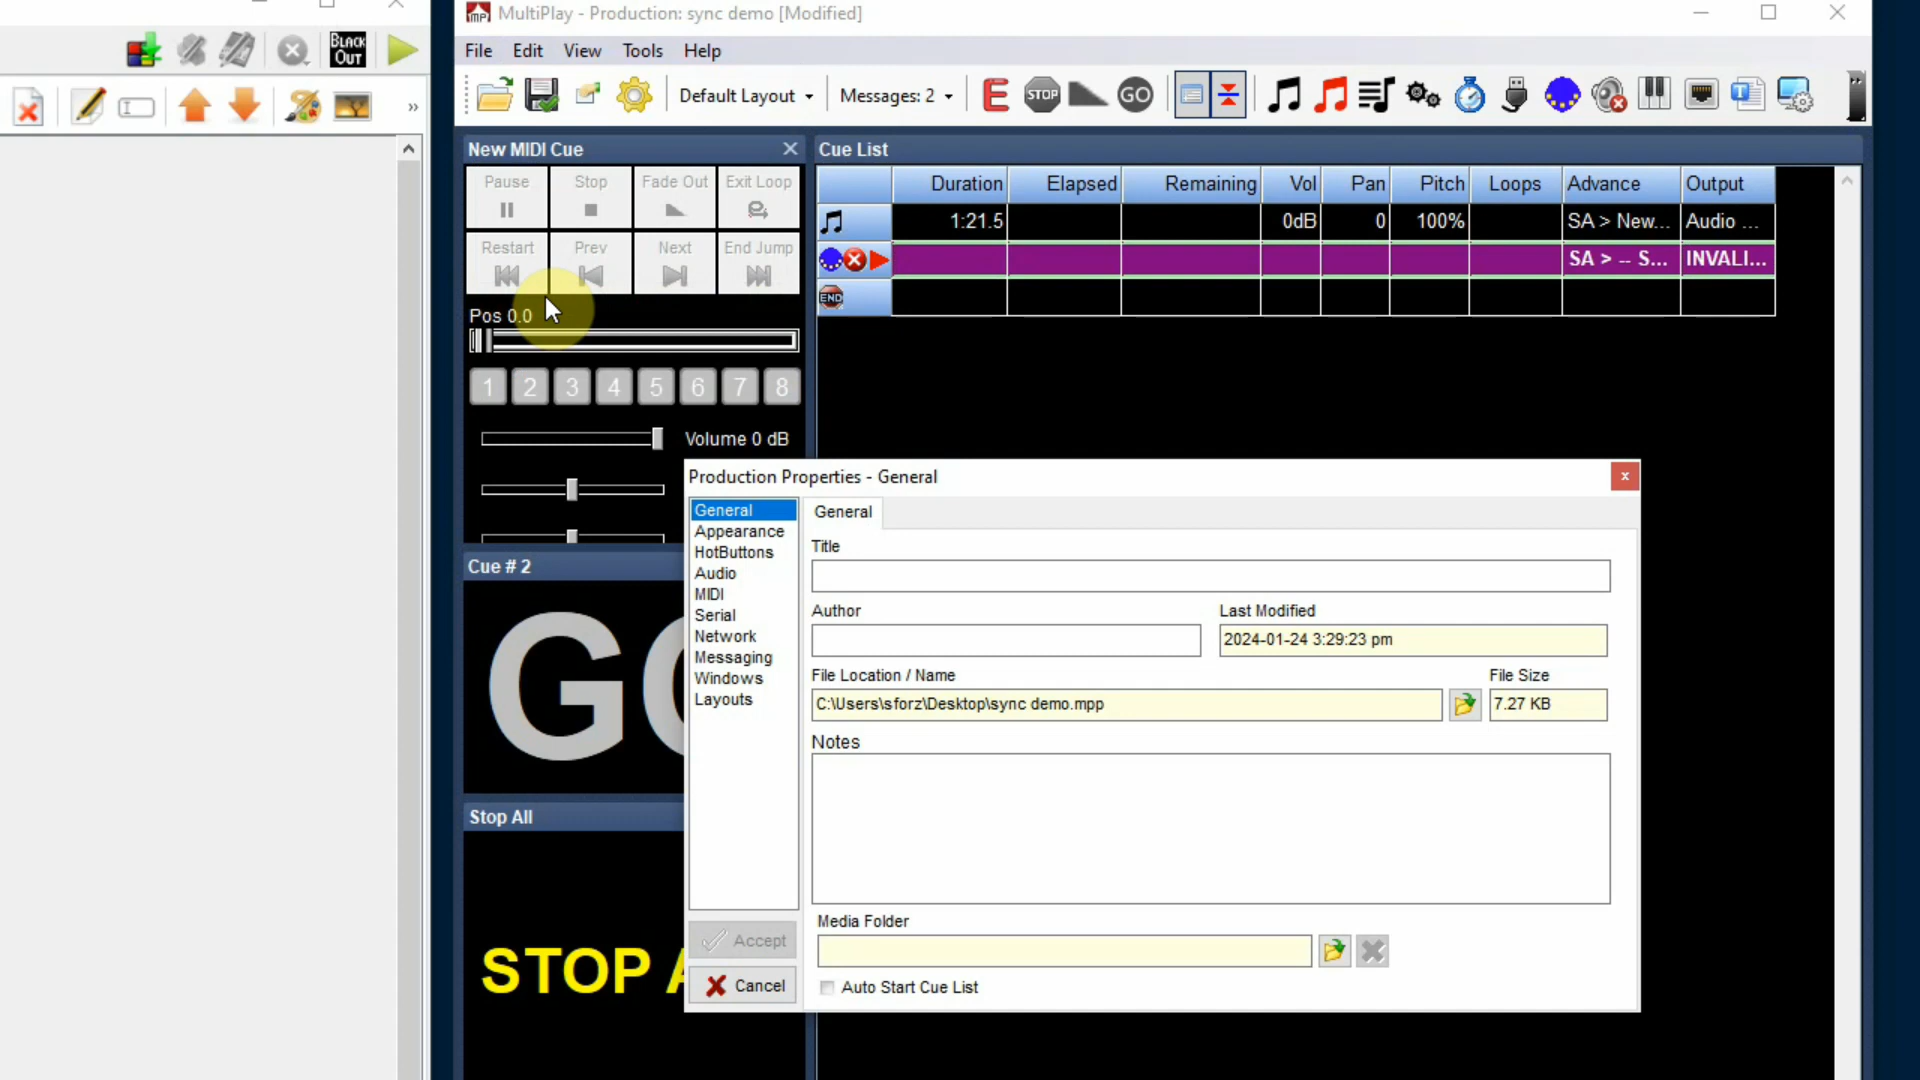 MultiPlay - Production: sync demo [Modified]
BLACK OUT
File Edit View Tools Help
Default Layout Messages: 2 E STOP GO
New MIDI Cue
Cue List
Pause Stop Fade Out Exit Loop
Restart Prev Next End Jump
Duration Elapsed Remaining Vol Pan Pitch Loops Advance Output
1:21.5 0dB 0 100% SA > New... Audio ...
SA > -- S... INVALI...
END
Pos 0.0
1 2 3 4 5 6 7 8
Volume 0 dB
Cue # 2
GO
Stop All
STOP A
Production Properties - General
General
Appearance
HotButtons
Audio
MIDI
Serial
Network
Messaging
Windows
Layouts
Accept
Cancel
General
Title
Author Last Modified
2024-01-24 3:29:23 pm
File Location / Name File Size
C:\Users\sforz\Desktop\sync demo.mpp 7.27 KB
Notes
Media Folder
Auto Start Cue List